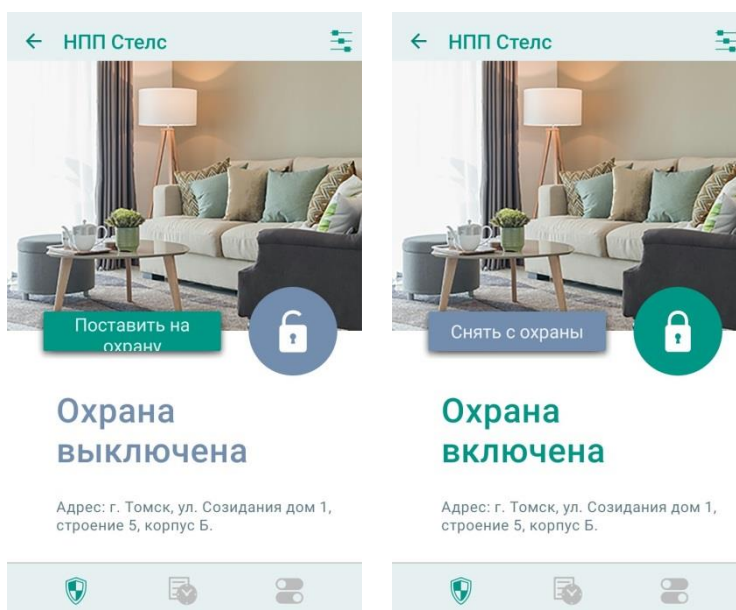 НПП Стелс
Поставить на
охрану
Охрана
выключена
Адрес: г. Томск, ул. Созидания дом 1,
строение 5, корпус Б.
НПП Стелс
Снять с охраны
Охрана
включена
Адрес: г. Томск, ул. Созидания дом 1,
строение 5, корпус Б.